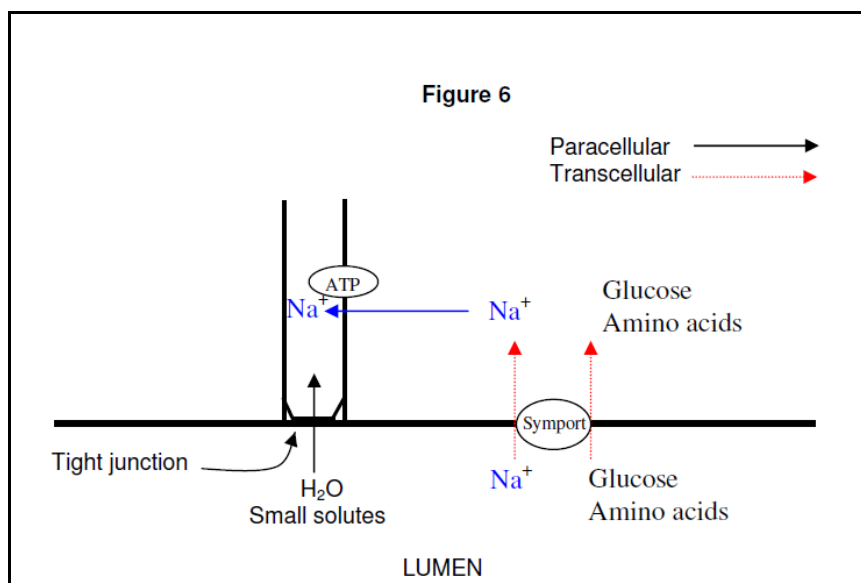 Figure 6
Paracellular
Transcellular
ATP
Na+
Na+
Glucose
Amino acids
Symport
Tight junction
H₂O
Small solutes
Na+
Glucose
Amino acids
LUMEN